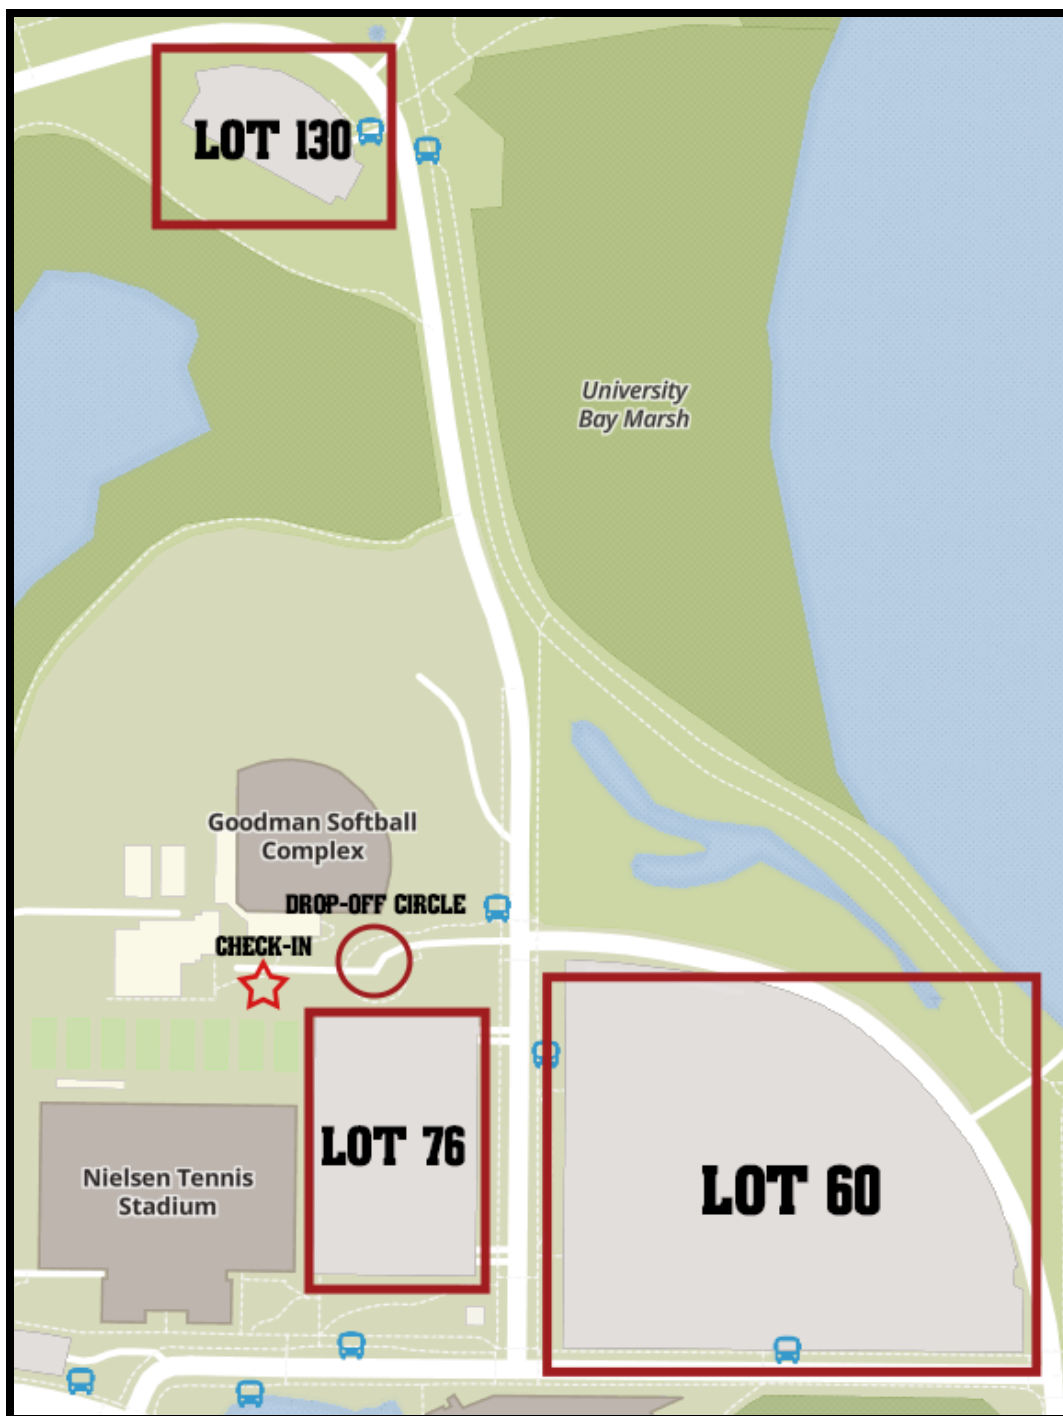 LOT 130
University
Bay Marsh
Goodman Softball
Complex
DROP-OFF CIRCLE
CHECK-IN
LOT 76
LOT 60
Nielsen Tennis
Stadium